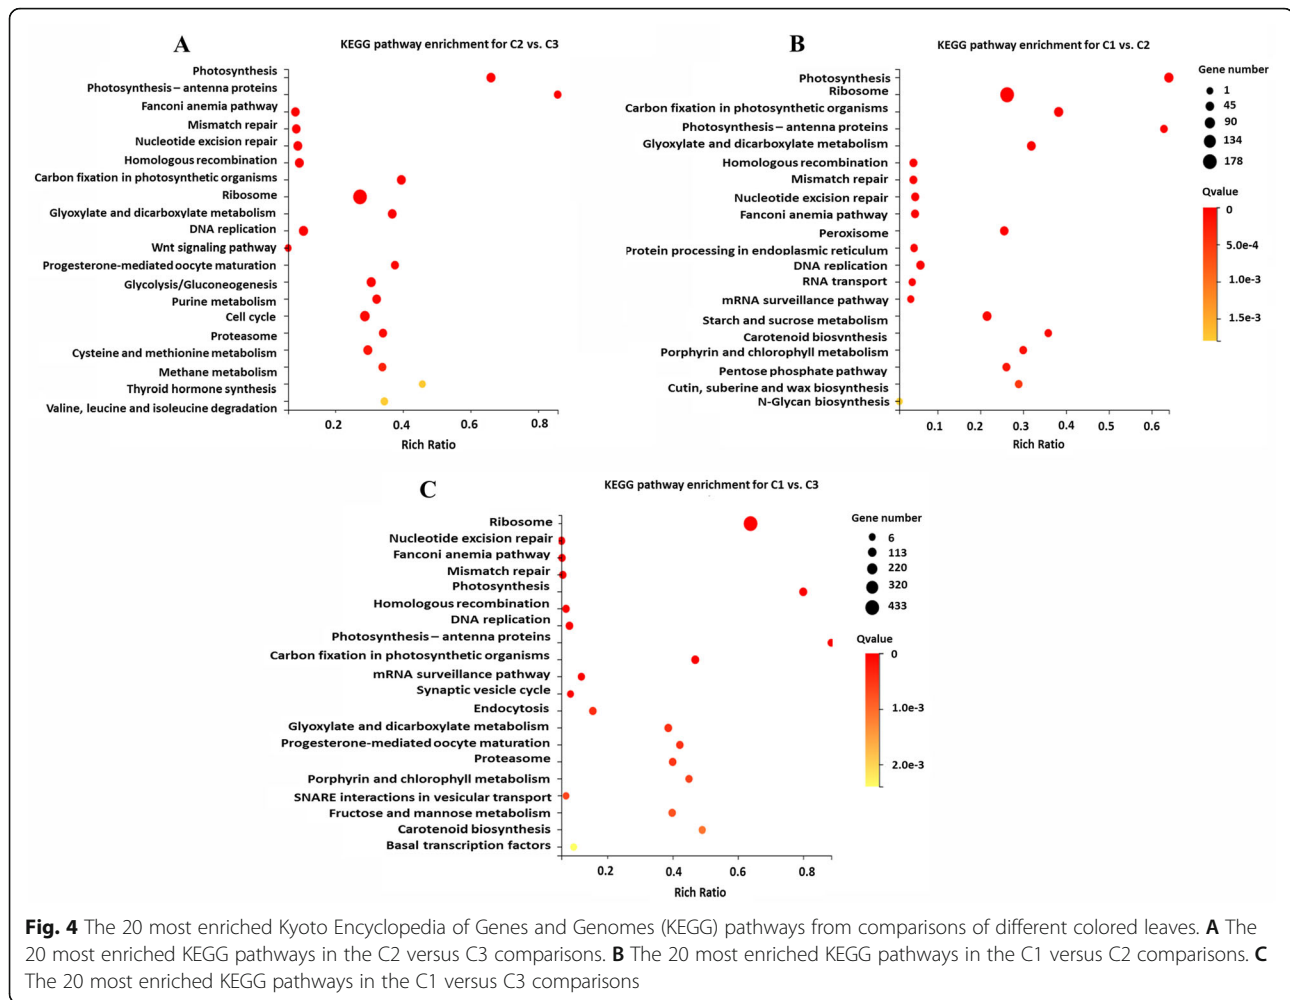 A
KEGG pathway enrichment for C2 vs. C3
Photosynthesis
Photosynthesis – antenna proteins
Fanconi anemia pathway
Mismatch repair
Nucleotide excision repair
Homologous recombination
Carbon fixation in photosynthetic organisms
Ribosome
Glyoxylate and dicarboxylate metabolism
DNA replication
Wnt signaling pathway
Progesterone-mediated oocyte maturation
Glycolysis/Gluconeogenesis
Purine metabolism
Cell cycle
Proteasome
Cysteine and methionine metabolism
Methane metabolism
Thyroid hormone synthesis
Valine, leucine and isoleucine degradation
0.2 0.4 0.6 0.8
Rich Ratio
B
KEGG pathway enrichment for C1 vs. C2
Photosynthesis
Ribosome
Carbon fixation in photosynthetic organisms
Photosynthesis – antenna proteins
Glyoxylate and dicarboxylate metabolism
Homologous recombination
Mismatch repair
Nucleotide excision repair
Fanconi anemia pathway
Peroxisome
Protein processing in endoplasmic reticulum
DNA replication
RNA transport
mRNA surveillance pathway
Starch and sucrose metabolism
Carotenoid biosynthesis
Porphyrin and chlorophyll metabolism
Pentose phosphate pathway
Cutin, suberine and wax biosynthesis
N-Glycan biosynthesis
0.1 0.2 0.3 0.4 0.5 0.6
Rich Ratio
Gene number
1
45
90
134
178
Qvalue
0
5.0e-4
1.0e-3
1.5e-3
C
KEGG pathway enrichment for C1 vs. C3
Ribosome
Nucleotide excision repair
Fanconi anemia pathway
Mismatch repair
Photosynthesis
Homologous recombination
DNA replication
Photosynthesis – antenna proteins
Carbon fixation in photosynthetic organisms
mRNA surveillance pathway
Synaptic vesicle cycle
Endocytosis
Glyoxylate and dicarboxylate metabolism
Progesterone-mediated oocyte maturation
Proteasome
Porphyrin and chlorophyll metabolism
SNARE interactions in vesicular transport
Fructose and mannose metabolism
Carotenoid biosynthesis
Basal transcription factors
0.2 0.4 0.6 0.8
Rich Ratio
Gene number
6
113
220
320
433
Qvalue
0
1.0e-3
2.0e-3
Fig. 4 The 20 most enriched Kyoto Encyclopedia of Genes and Genomes (KEGG) pathways from comparisons of different colored leaves. A The
20 most enriched KEGG pathways in the C2 versus C3 comparisons. B The 20 most enriched KEGG pathways in the C1 versus C2 comparisons. C
The 20 most enriched KEGG pathways in the C1 versus C3 comparisons